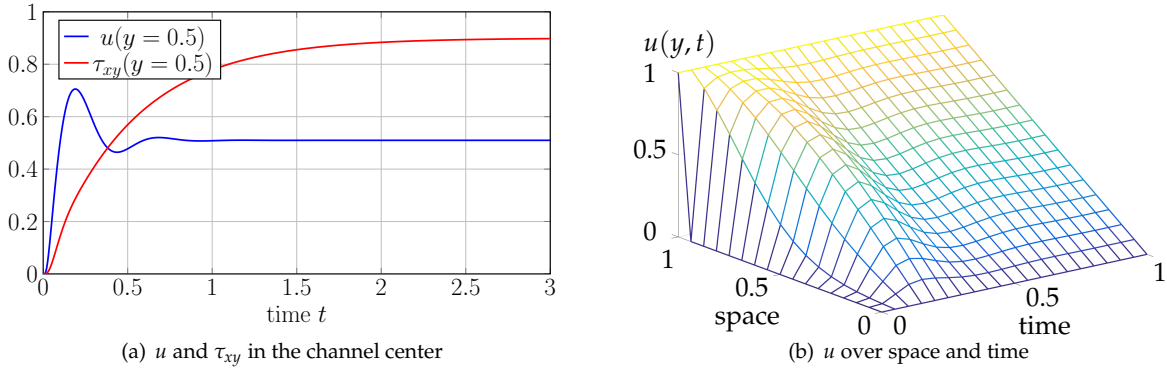 1
0.8
0.6
0.4
0.2
0
u(y = 0.5)
τxy(y = 0.5)
0 0.5 1 1.5 2 2.5 3
time t
(a) u and τxy in the channel center
u(y, t)
1
0.5
0
1
0.5
0
space
0
0.5
1
time
(b) u over space and time